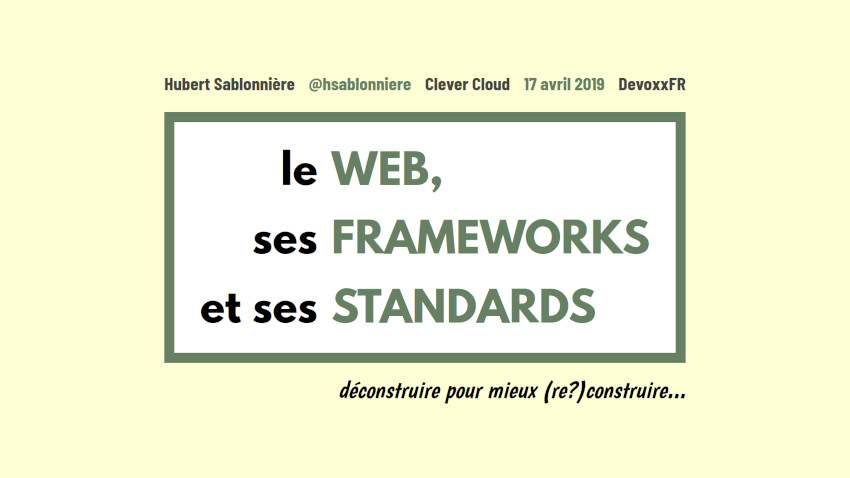 Hubert Sablonnière @hsablonniere Clever Cloud 17 avril 2019 DevoxxFR
le WEB,
ses FRAMEWORKS
et ses STANDARDS
déconstruire pour mieux (re?)construire...